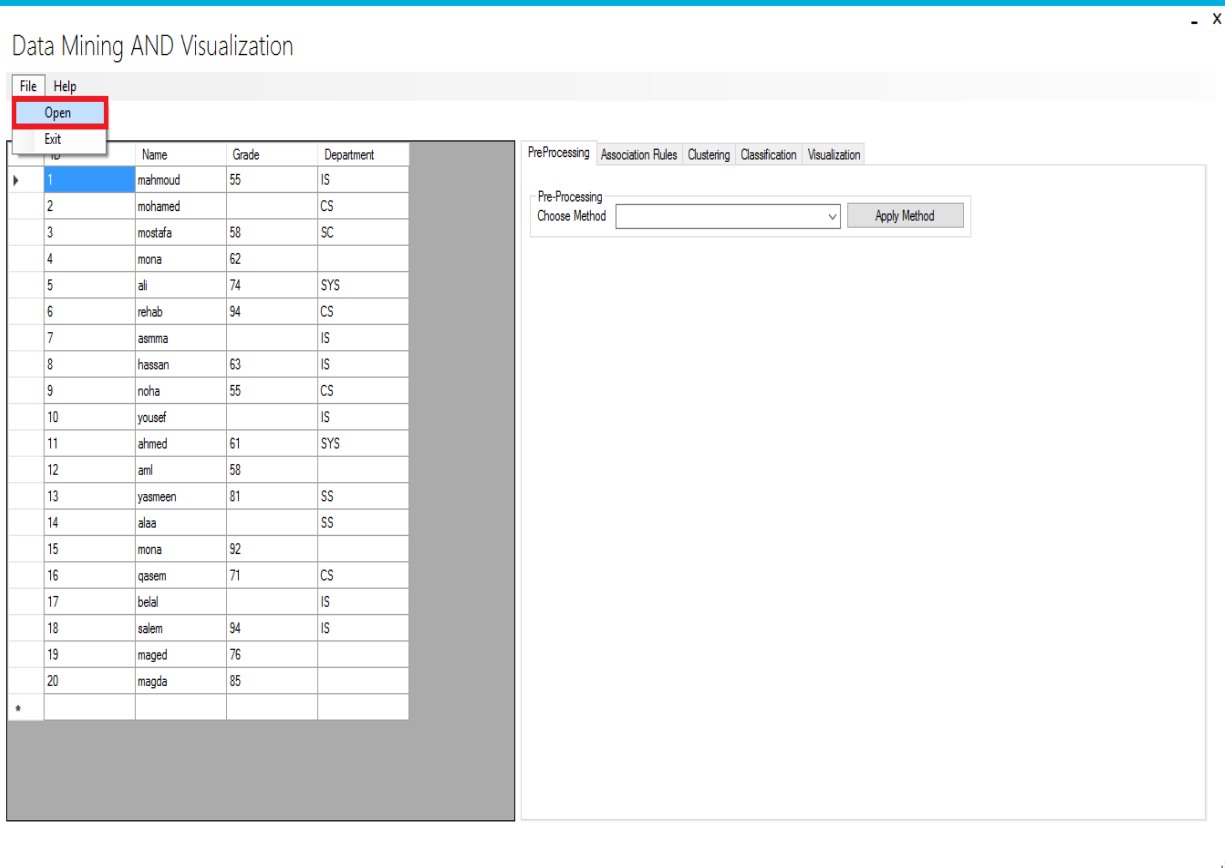 - x
Data Mining AND Visualization
File Help
Open
Exit
ID Name Grade Department
1 mahmoud 55 IS
2 mohamed CS
3 mostafa 58 SC
4 mona 62
5 ali 74 SYS
6 rehab 94 CS
7 asmma IS
8 hassan 63 IS
9 noha 55 CS
10 yousef IS
11 ahmed 61 SYS
12 aml 58
13 yasmeen 81 SS
14 alaa SS
15 mona 92
16 qasem 71 CS
17 belal IS
18 salem 94 IS
19 maged 76
20 magda 85
*
PreProcessing Association Rules Clustering Classification Visualization
Pre-Processing
Choose Method Apply Method